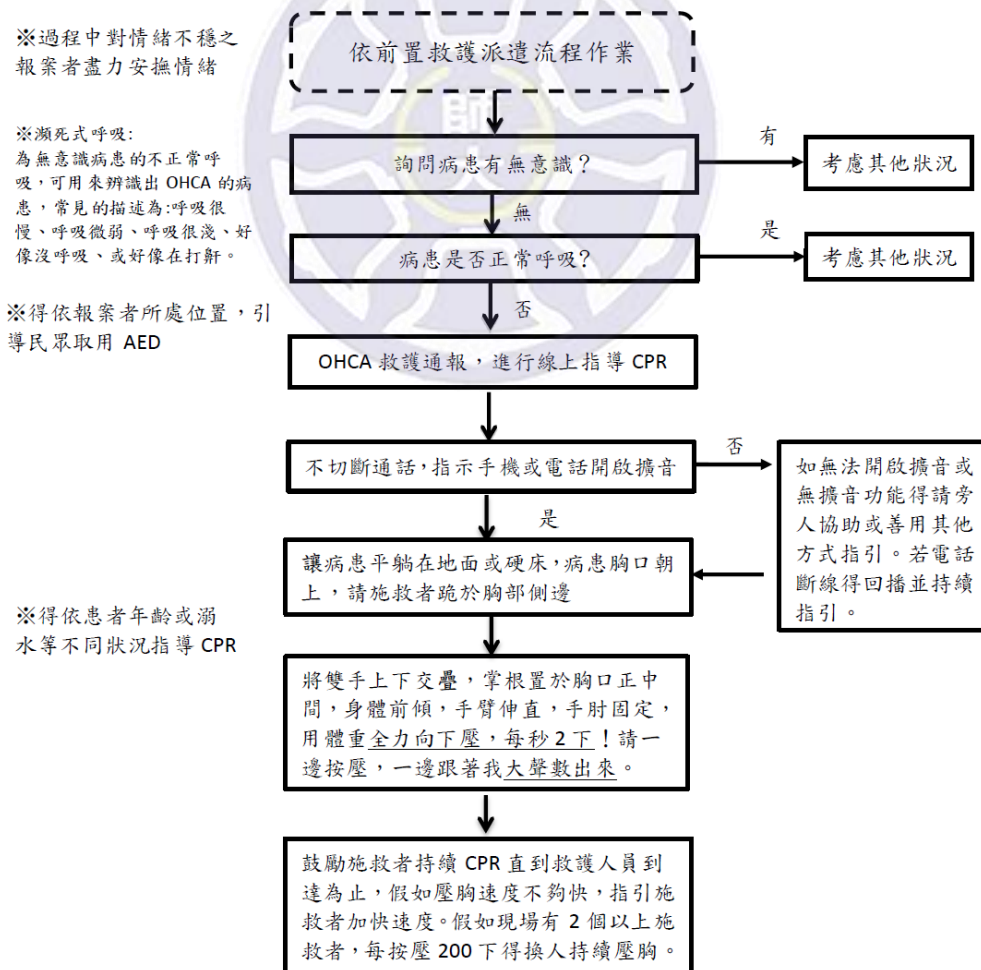 ※過程中對情緒不穩之
報案者盡力安撫情緒
依前置救護派遣流程作業
※瀕死式呼吸:
為無意識病患的不正常呼
吸，可用來辨識出 OHCA 的病
患，常見的描述為:呼吸很
慢、呼吸微弱、呼吸很淺、好
像沒呼吸、或好像在打鼾。
詢問病患有無意識？
有
考慮其他狀況
無
病患是否正常呼吸?
是
考慮其他狀況
否
※得依報案者所處位置，引
導民眾取用 AED
OHCA 救護通報，進行線上指導 CPR
不切斷通話，指示手機或電話開啟擴音
否
如無法開啟擴音或
無擴音功能得請旁
人協助或善用其他
方式指引。若電話
斷線得回播並持續
指引。
是
讓病患平躺在地面或硬床，病患胸口朝
上，請施救者跪於胸部側邊
※得依患者年齡或溺
水等不同狀況指導 CPR
將雙手上下交疊，掌根置於胸口正中
間，身體前傾，手臂伸直，手肘固定，
用體重全力向下壓，每秒 2 下！請一
邊按壓，一邊跟著我大聲數出來。
鼓勵施救者持續 CPR 直到救護人員到
達為止，假如壓胸速度不夠快，指引施
救者加快速度。假如現場有 2 個以上施
救者，每按壓 200 下得換人持續壓胸。